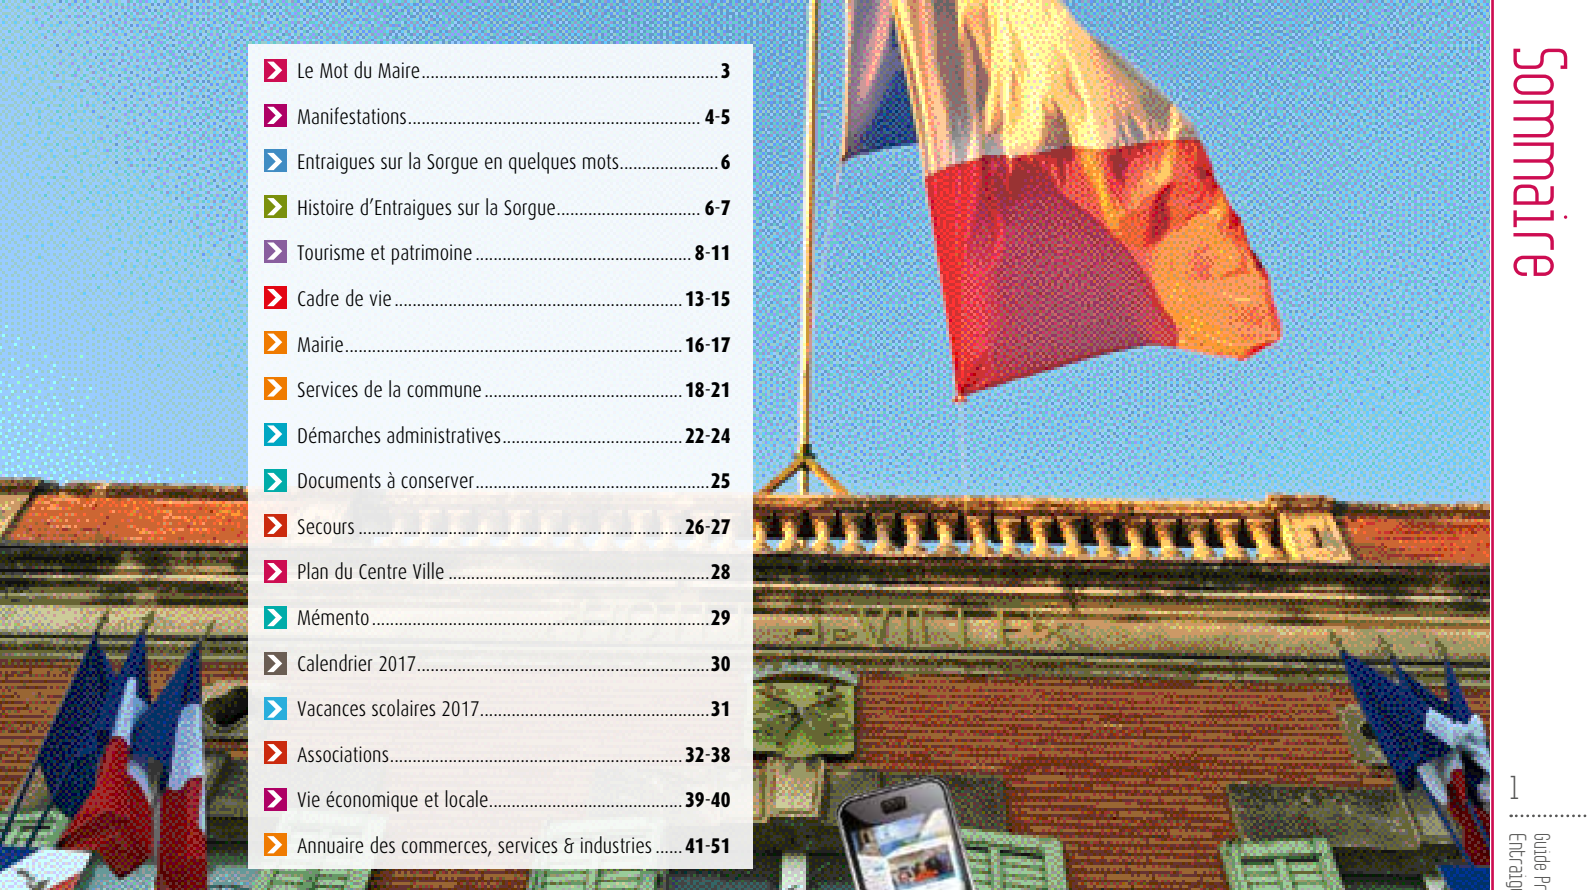 Sommaire
Le Mot du Maire.................................................................. 3
Manifestations................................................................. 4-5
Entraigues sur la Sorgue en quelques mots...................... 6
Histoire d’Entraigues sur la Sorgue................................ 6-7
Tourisme et patrimoine ................................................ 8-11
Cadre de vie ................................................................ 13-15
Mairie........................................................................... 16-17
Services de la commune ............................................ 18-21
Démarches administratives........................................ 22-24
Documents à conserver.................................................... 25
Secours ........................................................................ 26-27
Plan du Centre Ville .......................................................... 28
Mémento ........................................................................... 29
Calendrier 2017................................................................. 30
Vacances scolaires 2017................................................... 31
Associations................................................................. 32-38
Vie économique et locale........................................... 39-40
Annuaire des commerces, services & industries ...... 41-51
1